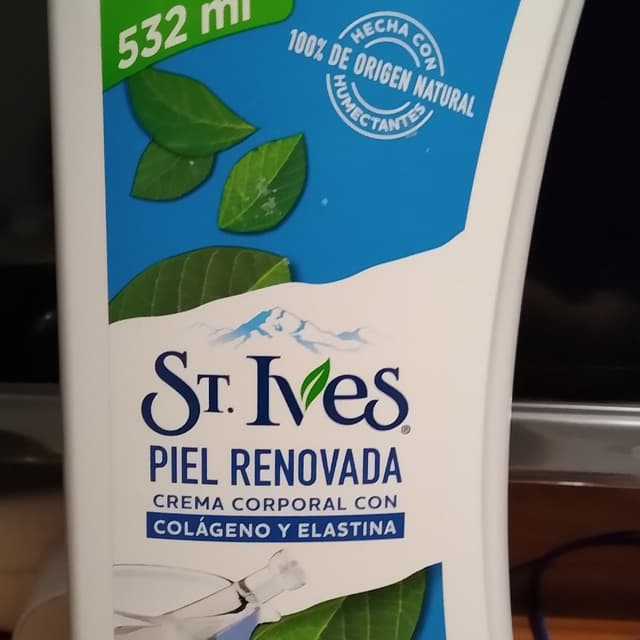 532 ml
HECHA CON
100% DE ORIGEN NATURAL
HUMECTANTES
ST. IVES®
PIEL RENOVADA
CREMA CORPORAL CON
COLÁGENO Y ELASTINA